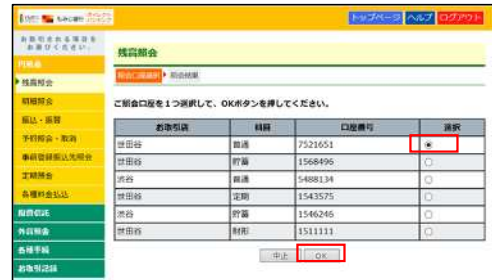 トップページ ヘルプ ログアウト
お取引される項目を
お選びください。
円預金
残高照会
明細照会
振込・振替
予約照会・取消
事前登録振込先照会
定期預金
各種料金払込
投資信託
外貨預金
各種手続
お取引記録
残高照会
照会口座選択 照会結果
ご照会口座を1つ選択して、OKボタンを押してください。
お取引店 科目 口座番号 選択
世田谷 普通 7521651
世田谷 貯蓄 1568496
渋谷 普通 5488134
世田谷 定期 1543575
渋谷 貯蓄 1546246
世田谷 財形 1511111
中止 OK